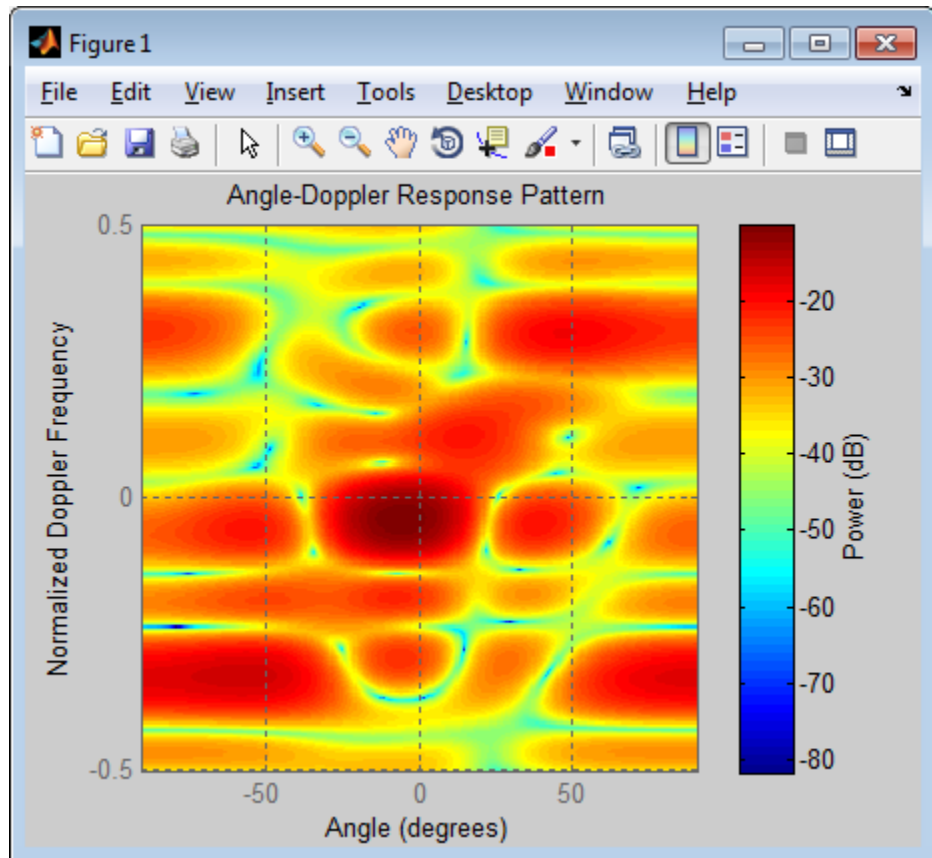 Figure 1
File Edit View Insert Tools Desktop Window Help
Angle-Doppler Response Pattern
0.5
0
-0.5
Normalized Doppler Frequency
-50 0 50
Angle (degrees)
-20
-30
-40
-50
-60
-70
-80
Power (dB)